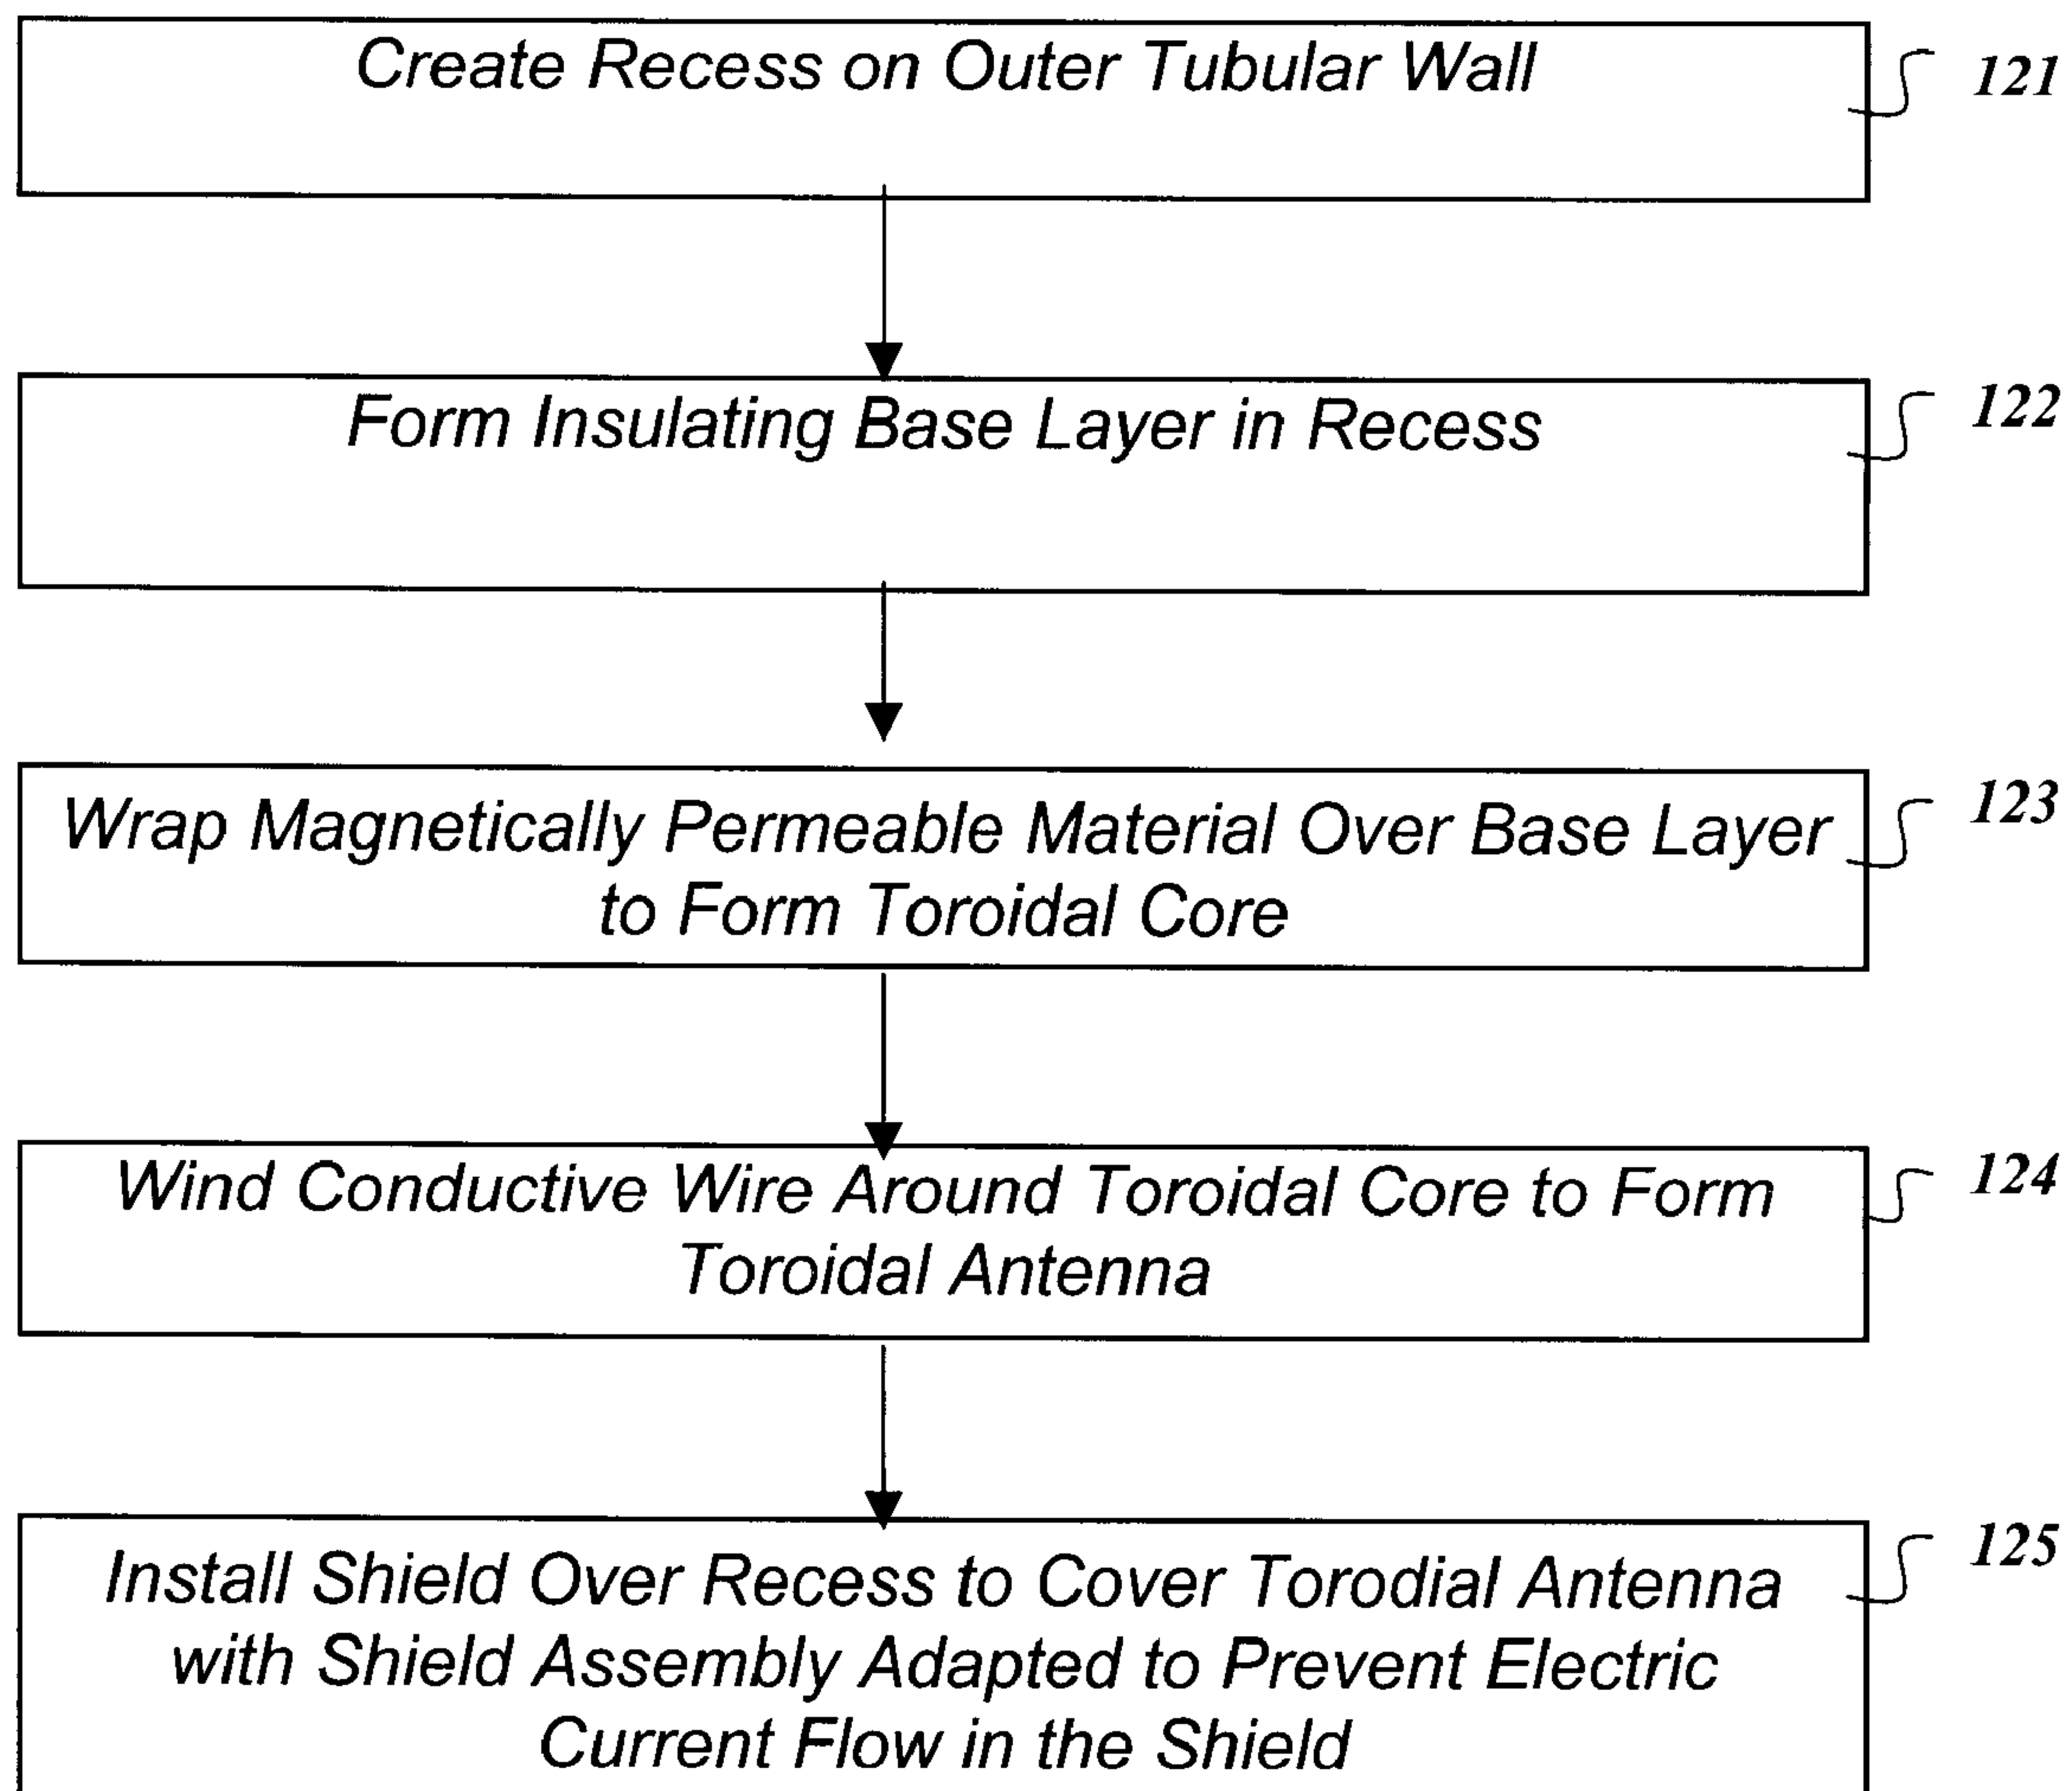 Create Recess on Outer Tubular Wall
121
Form Insulating Base Layer in Recess
122
Wrap Magnetically Permeable Material Over Base Layer
to Form Toroidal Core
123
Wind Conductive Wire Around Toroidal Core to Form
Toroidal Antenna
124
Install Shield Over Recess to Cover Torodial Antenna
with Shield Assembly Adapted to Prevent Electric
Current Flow in the Shield
125